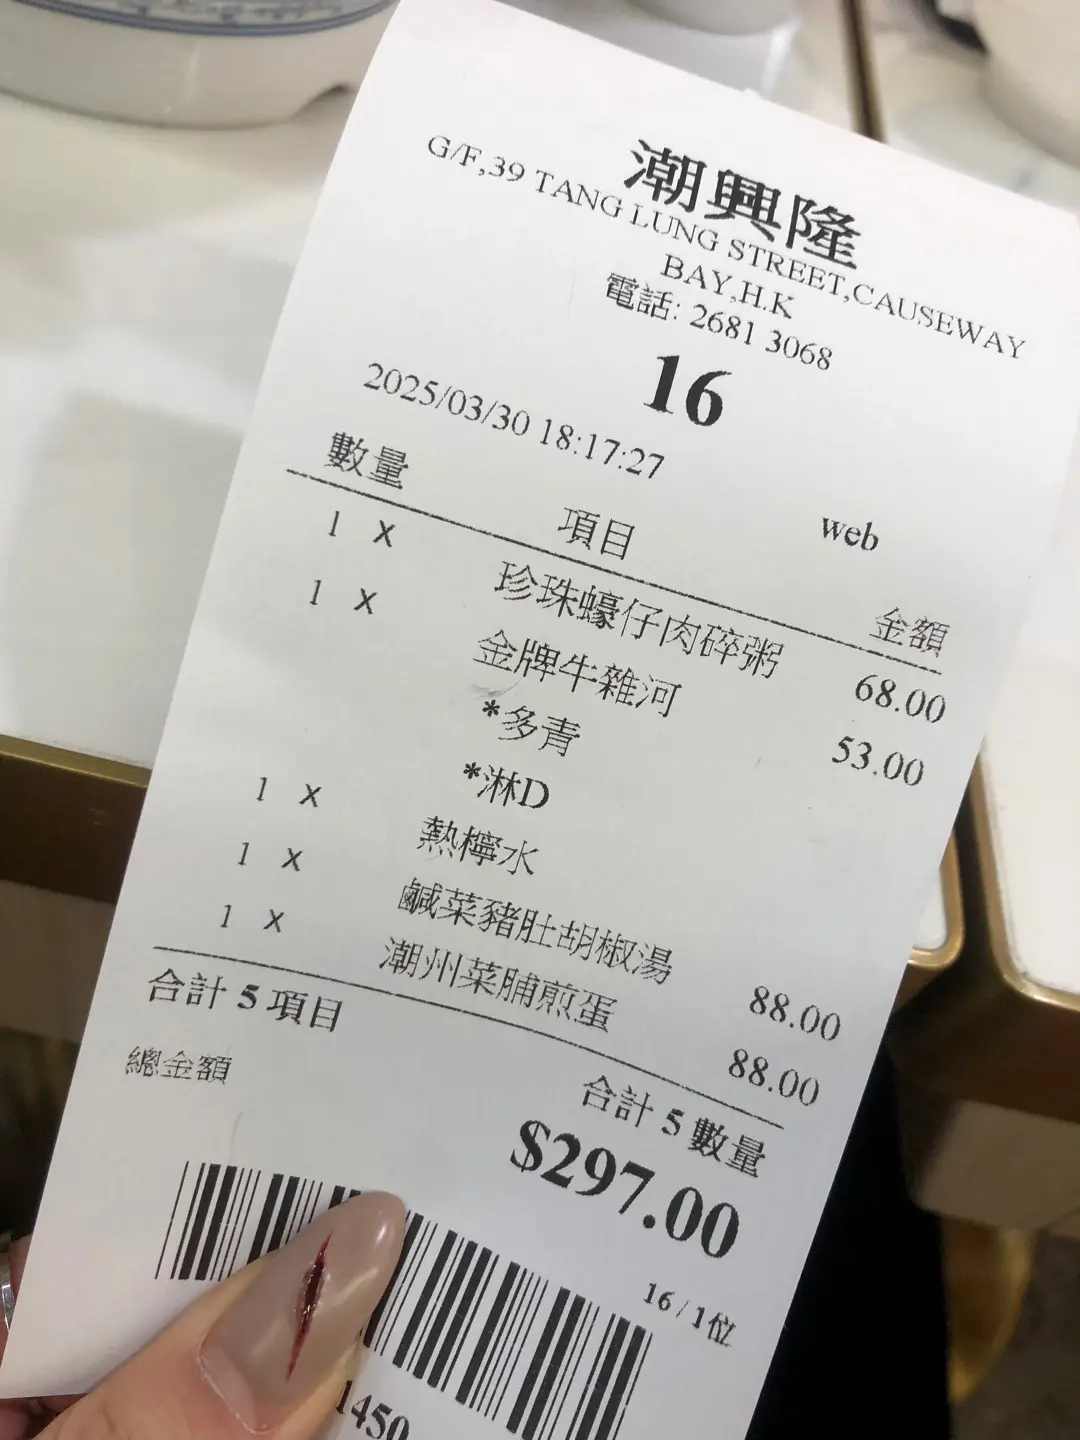 潮興隆
G/F,39 TANG LUNG STREET,CAUSEWAY
BAY,H.K
電話: 2681 3068
16
2025/03/30 18:17:27
web
數量 項目 金額
1 X 珍珠蠔仔肉碎粥 68.00
1 X 金牌牛雜河 53.00
*多青
*淋D
1 X 熱檸水
1 X 鹹菜豬肚胡椒湯 88.00
1 X 潮州菜脯煎蛋 88.00
合計 5 項目 合計 5 數量
總金額 $297.00
16 / 1位
1450